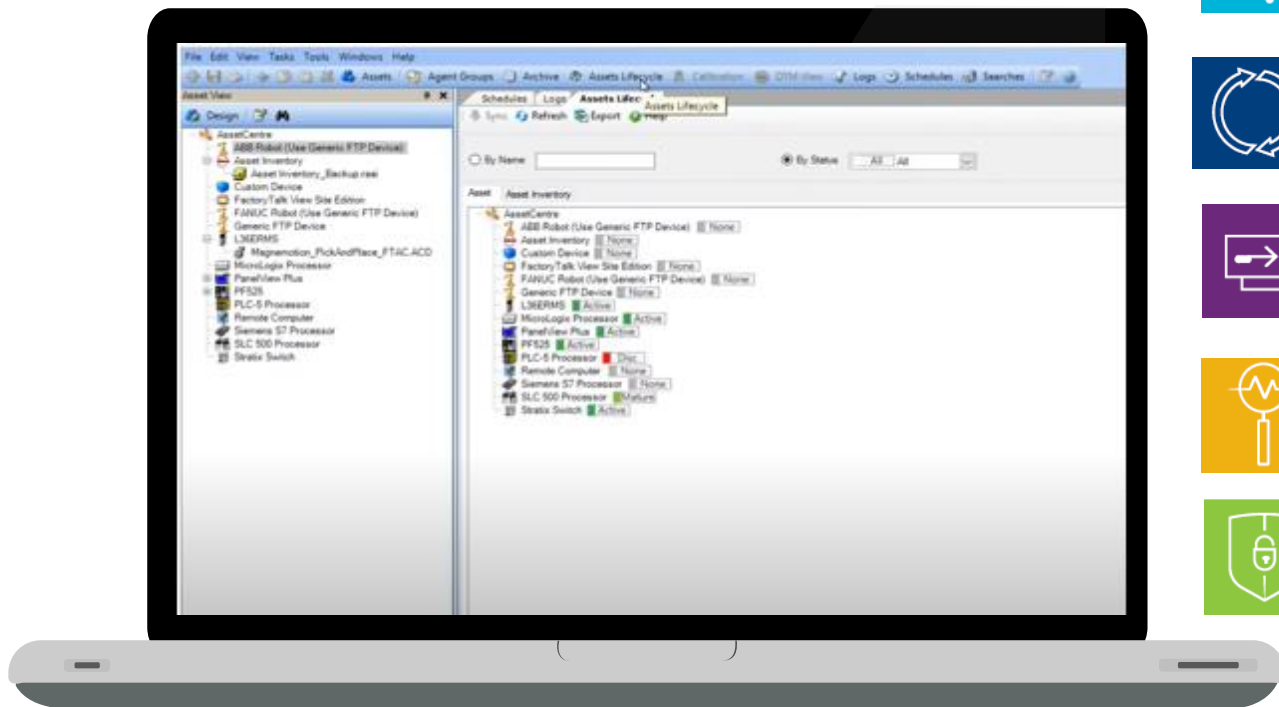 File Edit View Tasks Tools Windows Help
Assets Agent Groups Archive Assets Lifecycle Calibration DTM View Logs Schedules Searches
Asset View
Schedules Logs Assets Lifec
Assets Lifecycle
Design
Sync Refresh Export Help
AssetCentre
ABB Robot (Use Generic FTP Device)
Asset Inventory
Asset Inventory_Backup.rsai
Custom Device
FactoryTalk View Site Edition
FANUC Robot (Use Generic FTP Device)
Generic FTP Device
L36ERMS
Magnemotion_PickAndPlace_FTAC.ACD
MicroLogix Processor
PanelView Plus
PF525
PLC-5 Processor
Remote Computer
Siemens S7 Processor
SLC 500 Processor
Stratix Switch
By Name By Status All All
Asset Asset Inventory
AssetCentre
ABB Robot (Use Generic FTP Device) None
Asset Inventory None
Custom Device None
FactoryTalk View Site Edition None
FANUC Robot (Use Generic FTP Device) None
Generic FTP Device None
L36ERMS Active
MicroLogix Processor Active
PanelView Plus Active
PF525 Active
PLC-5 Processor Disc.
Remote Computer None
Siemens S7 Processor None
SLC 500 Processor Mature
Stratix Switch Active